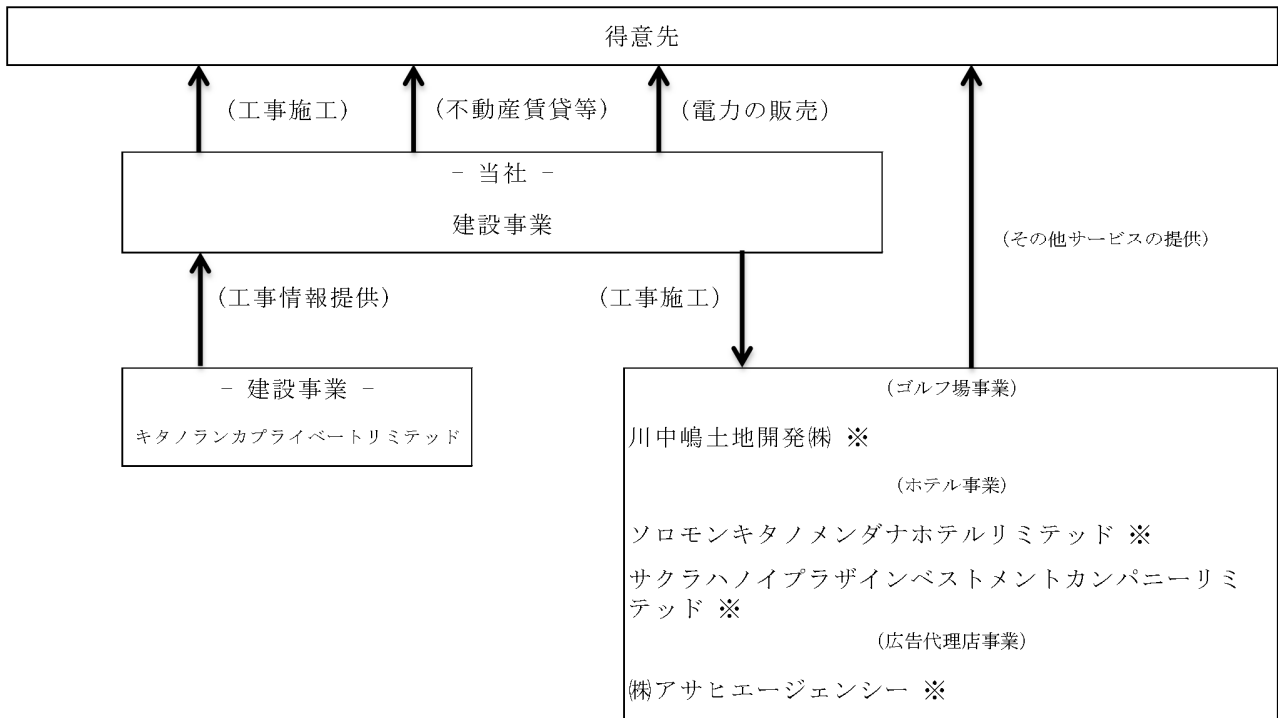 得意先
(工事施工)
(不動産賃貸等)
(電力の販売)
- 当社 -
建設事業
(その他サービスの提供)
(工事情報提供)
(工事施工)
- 建設事業 -
キタノランカプライベートリミテッド
(ゴルフ場事業)
川中嶋土地開発㈱ ※
(ホテル事業)
ソロモンキタノメンダナホテルリミテッド ※
サクラハノイプラザインベストメントカンパニーリミ
テッド ※
(広告代理店事業)
㈱アサヒエージェンシー ※